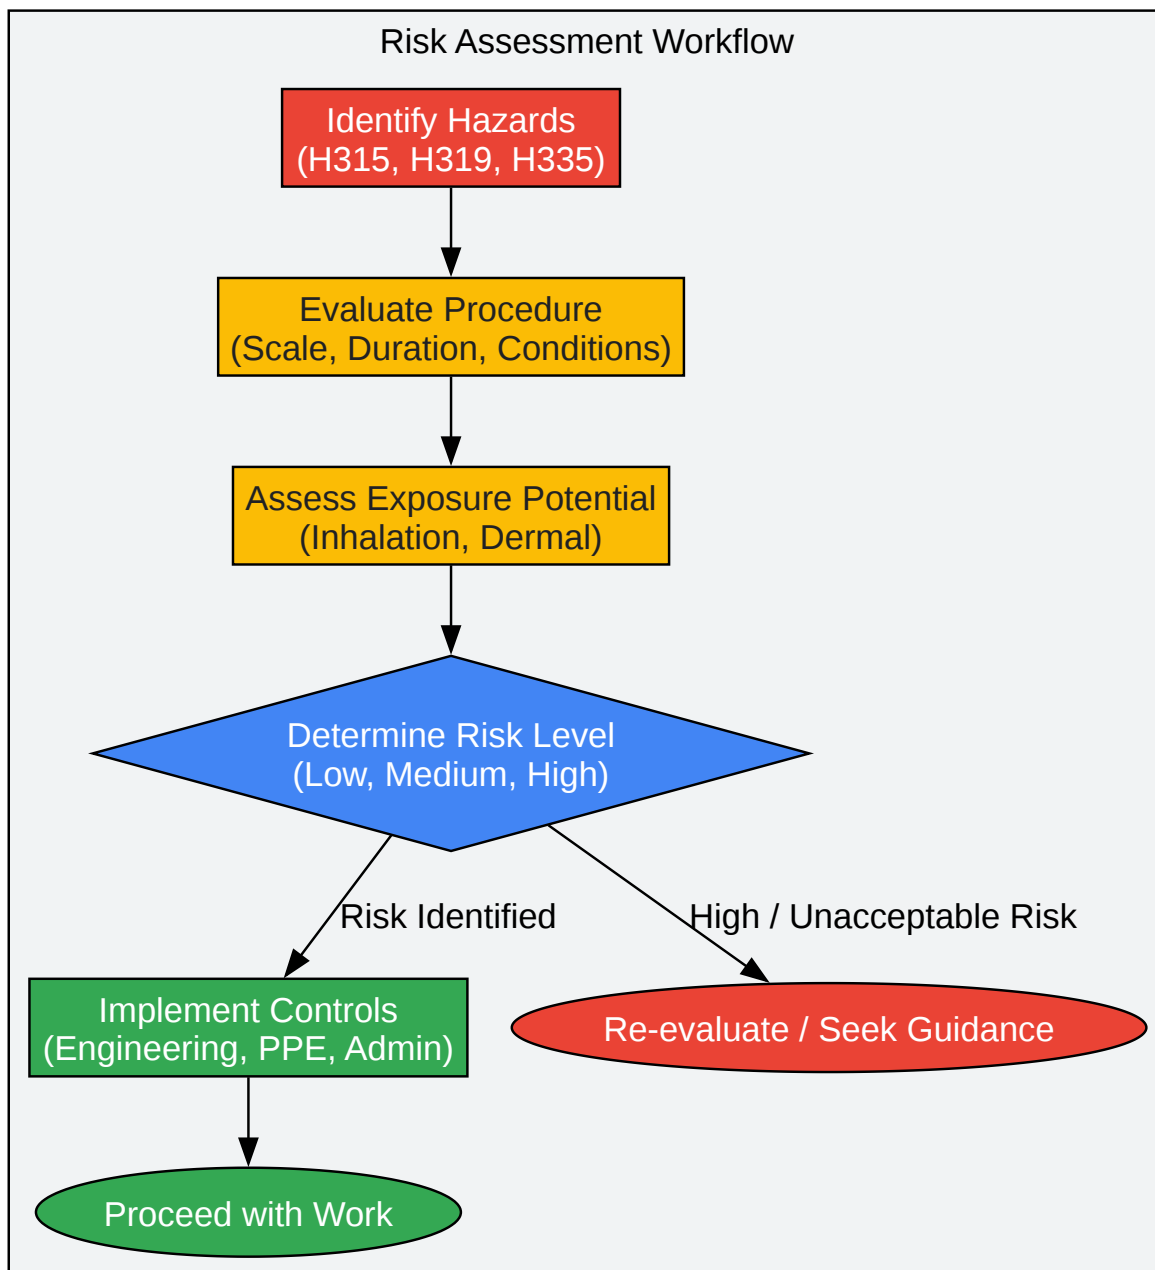 Risk Assessment Workflow
Identify Hazards
(H315, H319, H335)
Evaluate Procedure
(Scale, Duration, Conditions)
Assess Exposure Potential
(Inhalation, Dermal)
Determine Risk Level
(Low, Medium, High)
Risk Identified
High / Unacceptable Risk
Implement Controls
(Engineering, PPE, Admin)
Re-evaluate / Seek Guidance
Proceed with Work